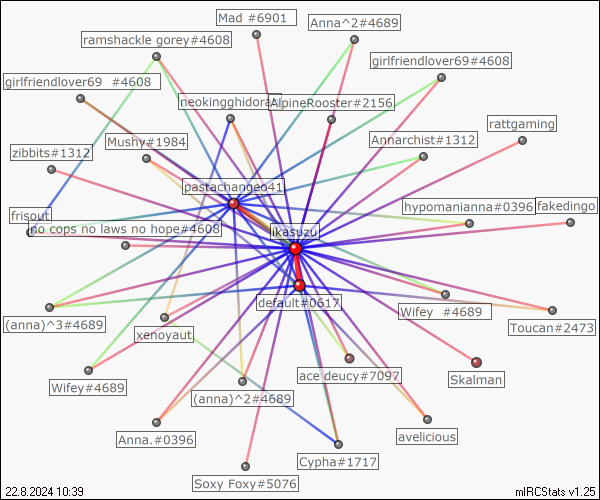 Mad #6901
Anna^2#4689
ramshackle gorey#4608
girlfriendlover69#4608
girlfriendlover69 #4608
neokingghidora
AlpineRooster#2156
rattgaming
Mushy#1984
Annarchist#1312
zibbits#1312
pastachangeo41
frisout
hypomanianna#0396
fakedingo
no cops no laws no hope#4608
ikasuzu
default#0617
(anna)^3#4689
xenoyaut
Wifey #4689
Toucan#2473
Wifey#4689
ace deucy#7097
Skalman
(anna)^2#4689
Anna.#0396
avelicious
Cypha#1717
Soxy Foxy#5076
22.8.2024 10:39
mIRCStats v1.25